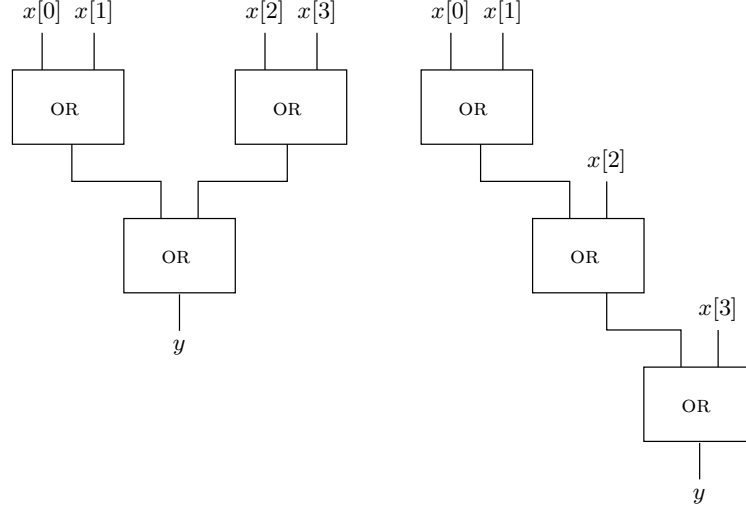 x[0] x[1] x[2] x[3] x[0] x[1]
OR OR OR
x[2]
OR OR
x[3]
y
OR
y